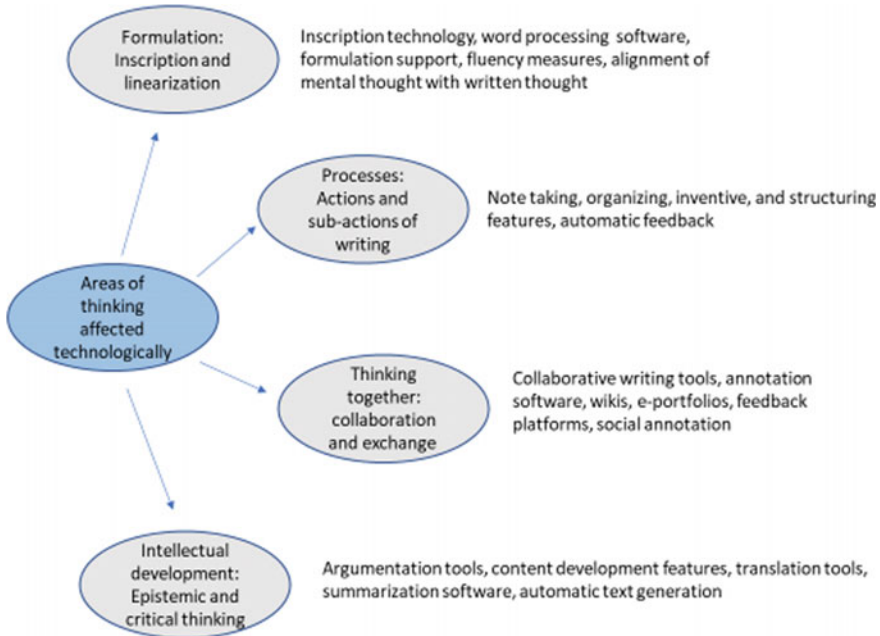 Formulation:
Inscription and
linearization
Inscription technology, word processing software,
formulation support, fluency measures, alignment of
mental thought with written thought
Processes:
Actions and
sub-actions of
writing
Note taking, organizing, inventive, and structuring
features, automatic feedback
Areas of
thinking
affected
technologically
Thinking
together:
collaboration
and exchange
Collaborative writing tools, annotation
software, wikis, e-portfolios, feedback
platforms, social annotation
Intellectual
development:
Epistemic and
critical thinking
Argumentation tools, content development features, translation tools,
summarization software, automatic text generation